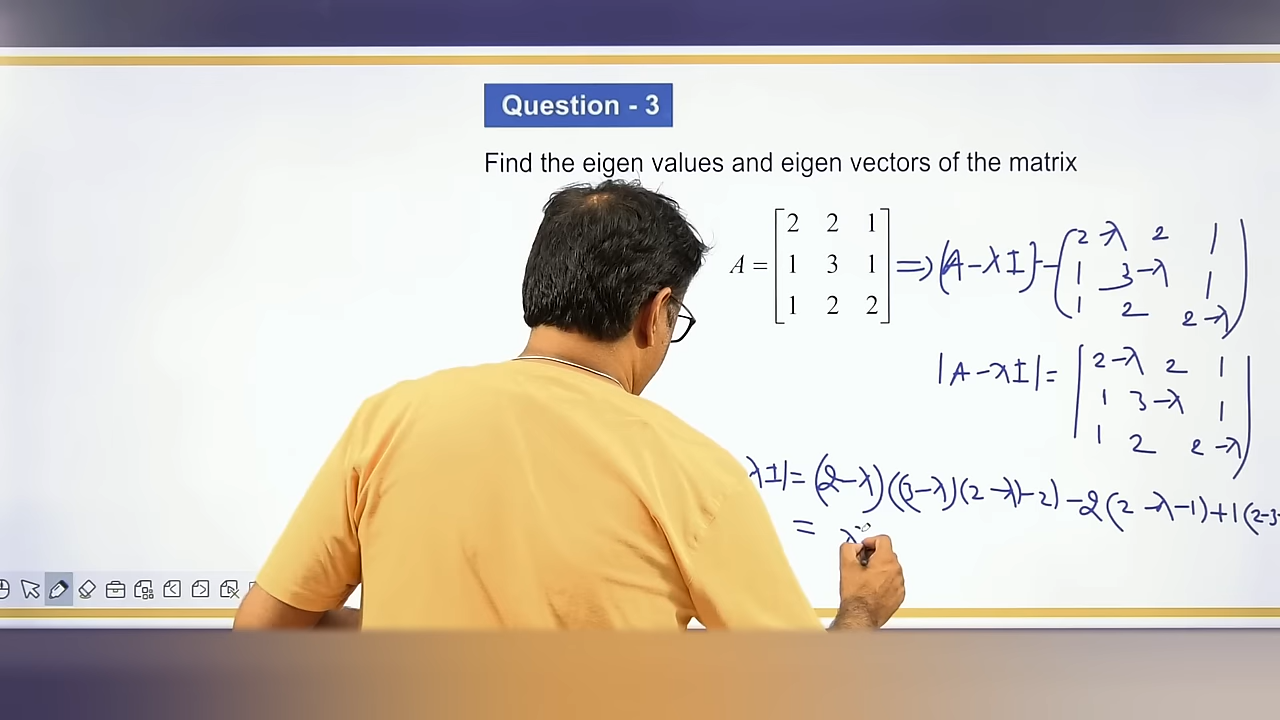 Question - 3
Find the eigen values and eigen vectors of the matrix
A = [2 2 1
1 3 1
1 2 2] ⇒ [A-λI] - (2-λ 2 1
1 3-λ 1
1 2 2-λ)
|A-λI| = |2-λ 2 1
1 3-λ 1
1 2 2-λ|
λI| = (2-λ)((3-λ)(2-λ)-2) -2(2-λ-1)+1(2-3
= λ